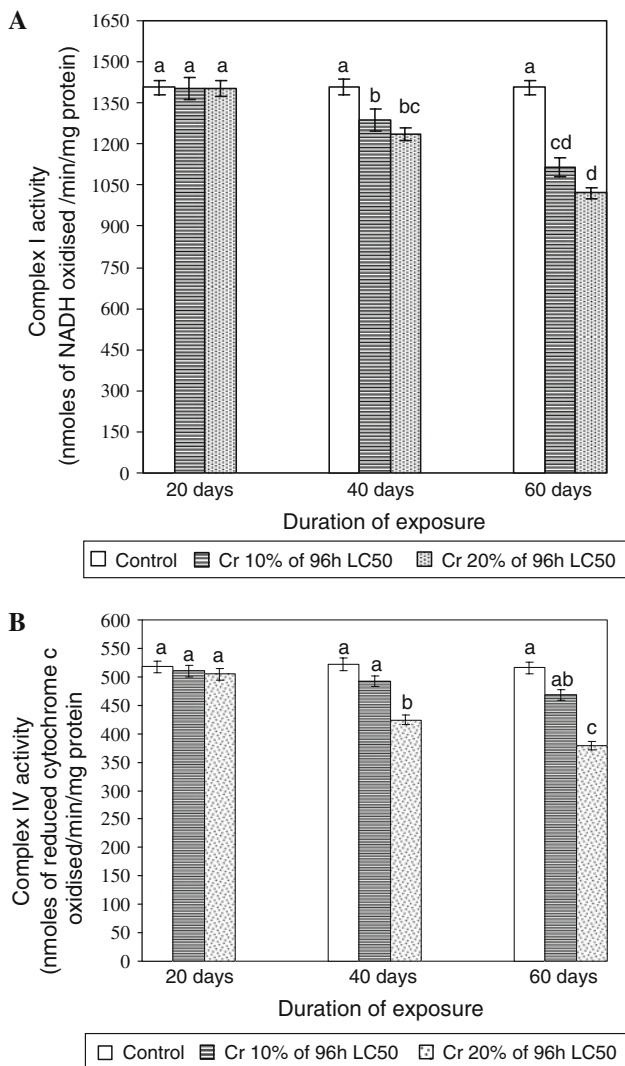 A
Complex I activity
(nmoles of NADH oxidised /min/mg protein)
1650
1500
1350
1200
1050
900
750
600
450
300
150
0
a a a
a b bc
a cd d
20 days 40 days 60 days
Duration of exposure
Control Cr 10% of 96h LC50 Cr 20% of 96h LC50
B
Complex IV activity
(nmoles of reduced cytochrome c
oxidised/min/mg protein
600
550
500
450
400
350
300
250
200
150
100
50
0
a a a
a a b
a ab c
20 days 40 days 60 days
Duration of exposure
Control Cr 10% of 96h LC50 Cr 20% of 96h LC50